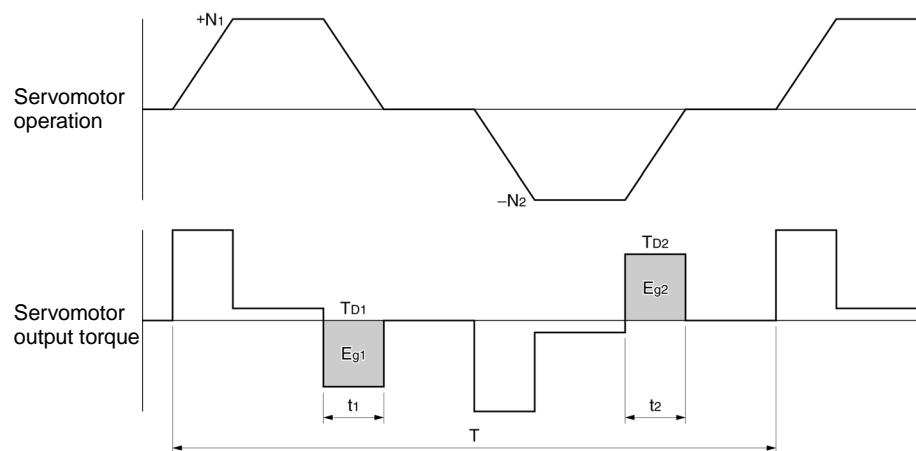 +N1
Servomotor
operation
−N2
TD2
Eg2
Servomotor
output torque
TD1
Eg1
t1
t2
T